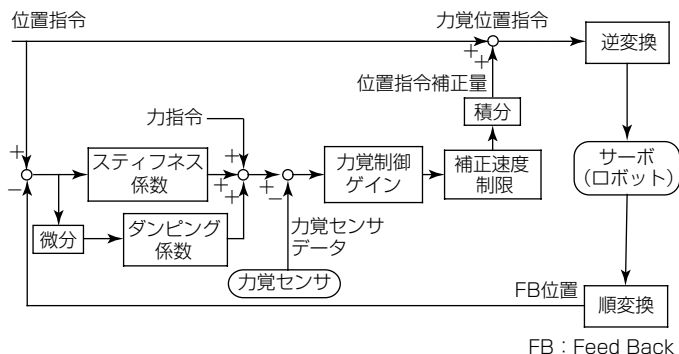 位置指令
力覚位置指令
逆変換
+
+
位置指令補正量
積分
力指令
+
スティフネス
係数
+
+
+
+
−
力覚制御
ゲイン
補正速度
制限
サーボ
(ロボット)
−
微分
ダンピング
係数
力覚センサ
データ
力覚センサ
FB位置
順変換
FB：Feed Back